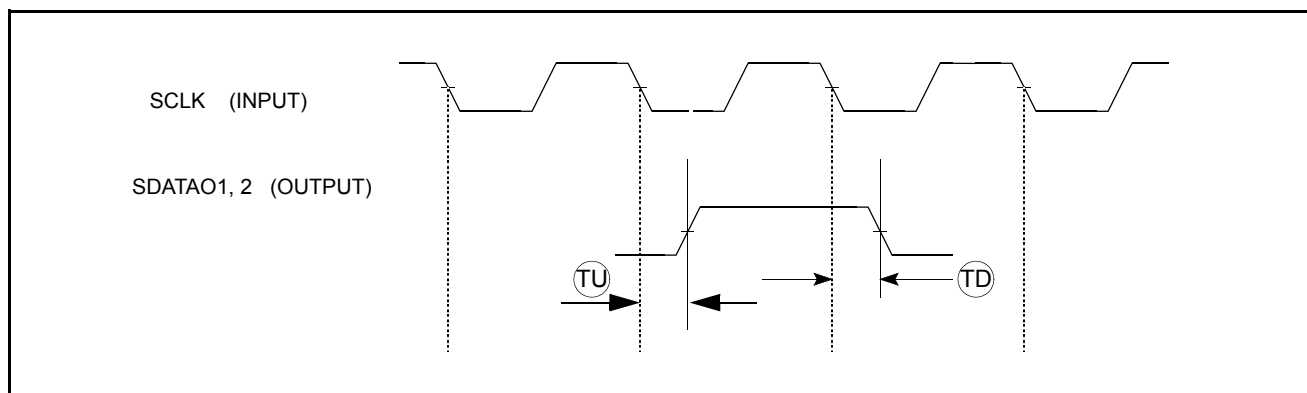 SCLK (INPUT)
SDATAO1, 2 (OUTPUT)
TU
TD